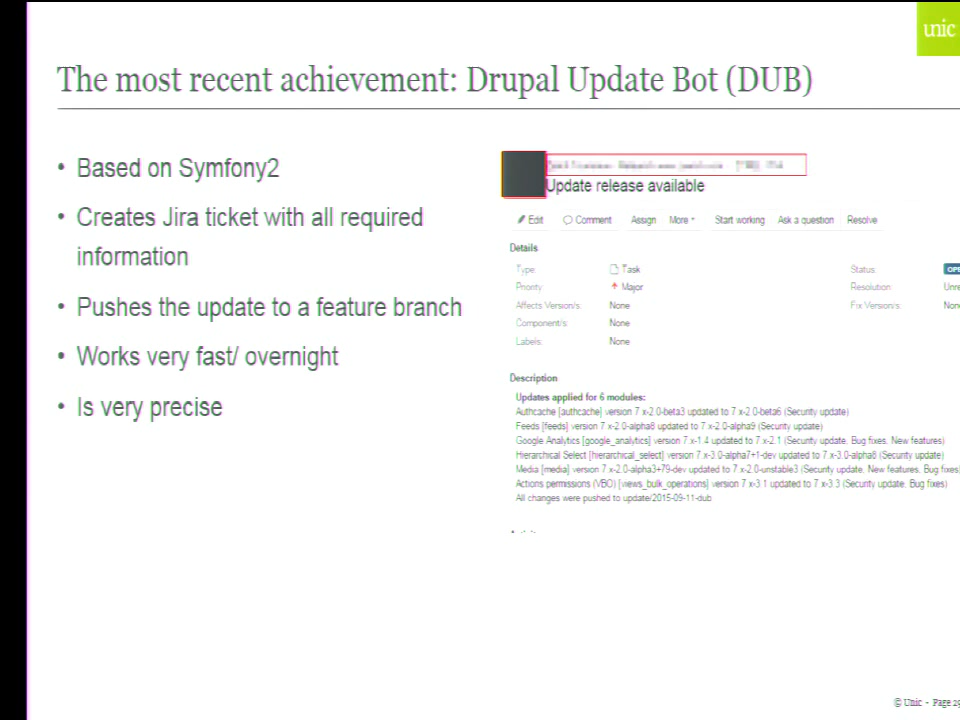 unic
The most recent achievement: Drupal Update Bot (DUB)
• Based on Symfony2
• Creates Jira ticket with all required
information
• Pushes the update to a feature branch
• Works very fast/ overnight
• Is very precise
Update release available
Edit Comment Assign More Start working Ask a question Resolve
Details
Type: Task Status: OPE
Priority: Major Resolution: Unre
Affects Version/s: None Fix Version/s: Non
Component/s: None
Labels: None
Description
Updates applied for 6 modules:
Authcache [authcache] version 7.x-2.0-beta3 updated to 7.x-2.0-beta6 (Security update)
Feeds [feeds] version 7.x-2.0-alpha8 updated to 7.x-2.0-alpha9 (Security update)
Google Analytics [google_analytics] version 7.x-1.4 updated to 7.x-2.1 (Security update, Bug fixes, New features)
Hierarchical Select [hierarchical_select] version 7.x-3.0-alpha7+1-dev updated to 7.x-3.0-alpha8 (Security update)
Media [media] version 7.x-2.0-alpha3+79-dev updated to 7.x-2.0-unstable3 (Security update, New features, Bug fixes)
Actions permissions (VBO) [views_bulk_operations] version 7.x-3.1 updated to 7.x-3.3 (Security update, Bug fixes)
All changes were pushed to update/2015-09-11-dub
© Unic - Page 29